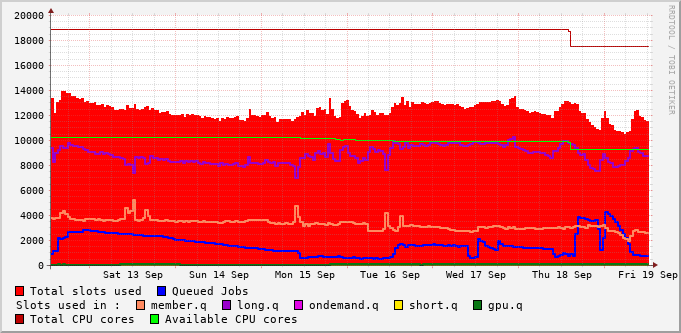 20000
18000
16000
14000
12000
10000
8000
6000
4000
2000
0
Sat 13 Sep Sun 14 Sep Mon 15 Sep Tue 16 Sep Wed 17 Sep Thu 18 Sep Fri 19 Sep
Total slots used Queued Jobs
Slots used in : member.q long.q ondemand.q short.q gpu.q
Total CPU cores Available CPU cores
RRDTOOL / TOBI OETIKER